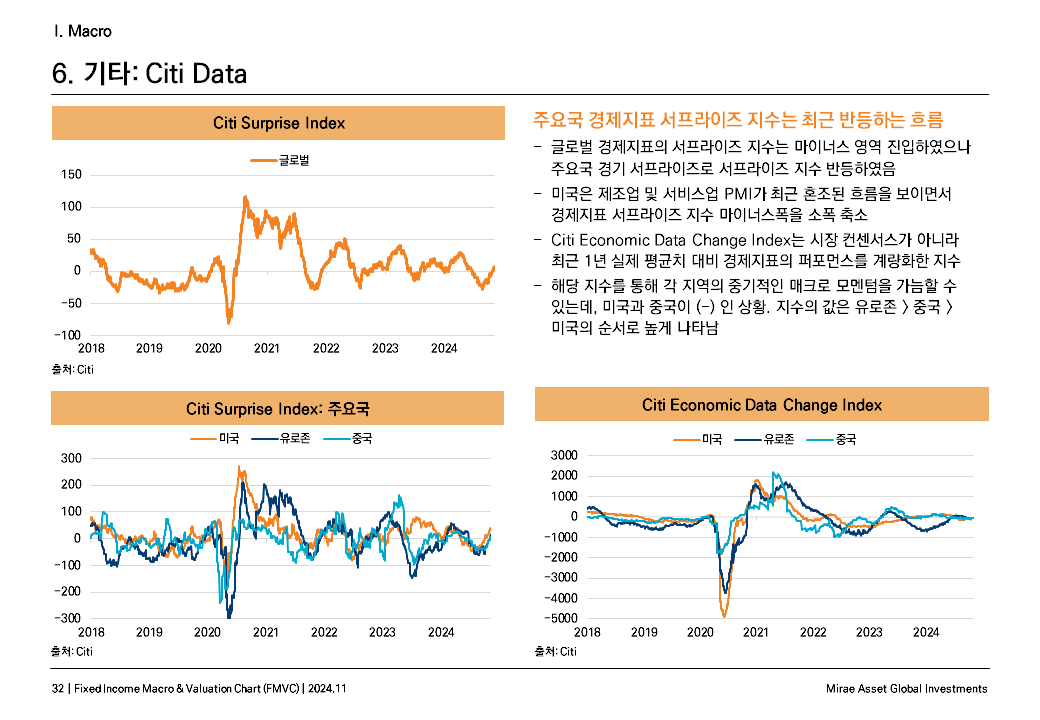 I. Macro
6. 기타: Citi Data
Citi Surprise Index
글로벌
150
100
50
0
-50
-100
2018 2019 2020 2021 2022 2023 2024
출처: Citi
주요국 경제지표 서프라이즈 지수는 최근 반등하는 흐름
- 글로벌 경제지표의 서프라이즈 지수는 마이너스 영역 진입하였으나
주요국 경기 서프라이즈로 서프라이즈 지수 반등하였음
- 미국은 제조업 및 서비스업 PMI가 최근 혼조된 흐름을 보이면서
경제지표 서프라이즈 지수 마이너스폭을 소폭 축소
- Citi Economic Data Change Index는 시장 컨센서스가 아니라
최근 1년 실제 평균치 대비 경제지표의 퍼포먼스를 계량화한 지수
- 해당 지수를 통해 각 지역의 중기적인 매크로 모멘텀을 가늠할 수
있는데, 미국과 중국이 (-) 인 상황. 지수의 값은 유로존 > 중국 >
미국의 순서로 높게 나타남
Citi Surprise Index: 주요국
미국 유로존 중국
300
200
100
0
-100
-200
-300
2018 2019 2020 2021 2022 2023 2024
출처: Citi
Citi Economic Data Change Index
미국 유로존 중국
3000
2000
1000
0
-1000
-2000
-3000
-4000
-5000
2018 2019 2020 2021 2022 2023 2024
출처: Citi
32 | Fixed Income Macro & Valuation Chart (FMVC) | 2024.11
Mirae Asset Global Investments